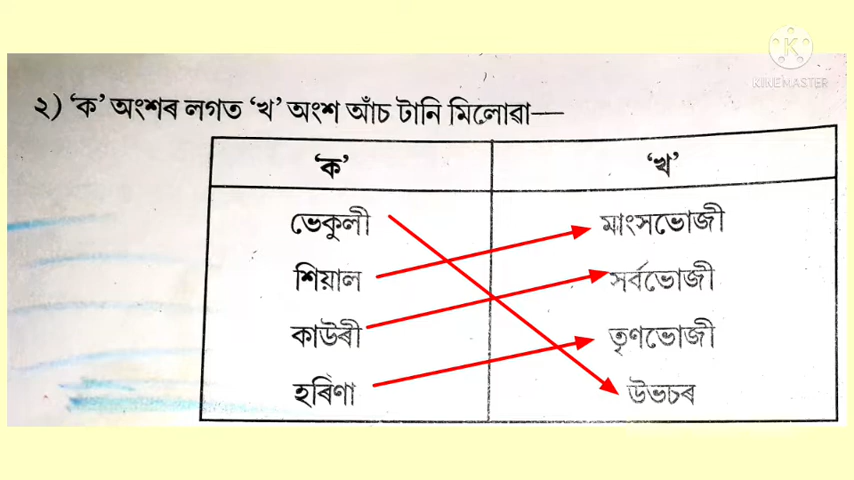 KINEMASTER
২) ‘ক’ অংশৰ লগত ‘খ’ অংশ আঁচ টানি মিলোৱা—
‘ক’ ‘খ’
ভেকুলী মাংসভোজী
শিয়াল সৰ্বভোজী
কাউৰী তৃণভোজী
হৰিণা উভচৰ